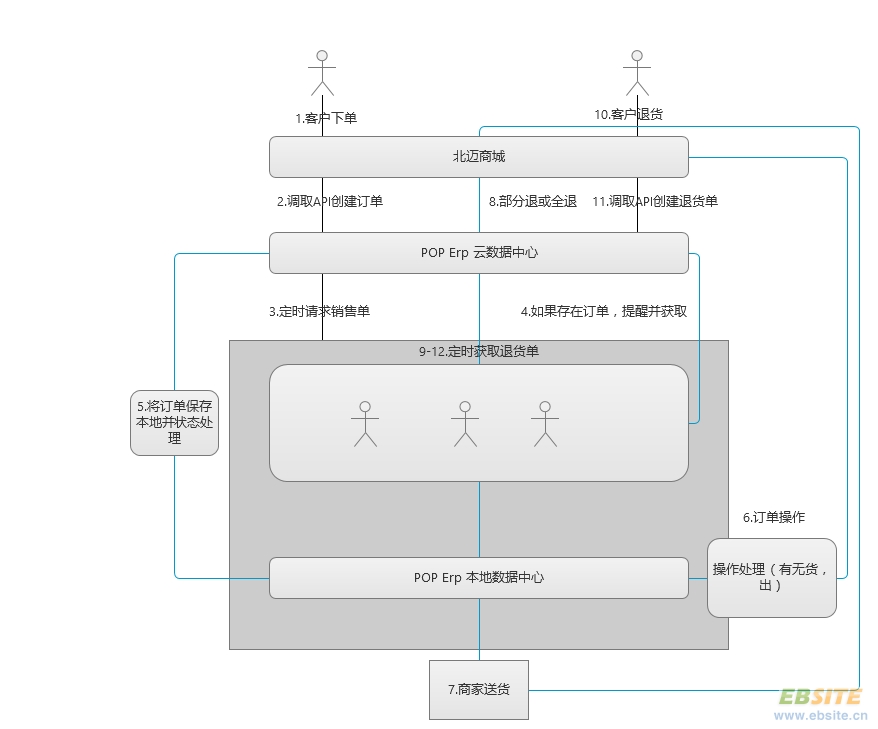 1.客户下单
10.客户退货
北迈商城
2.调取API创建订单
8.部分退或全退
11.调取API创建退货单
POP Erp 云数据中心
3.定时请求销售单
4.如果存在订单，提醒并获取
9-12.定时获取退货单
5.将订单保存
本地并状态处
理
6.订单操作
操作处理（有无货，
出）
POP Erp 本地数据中心
7.商家送货
EBSITE
www.ebsite.cn